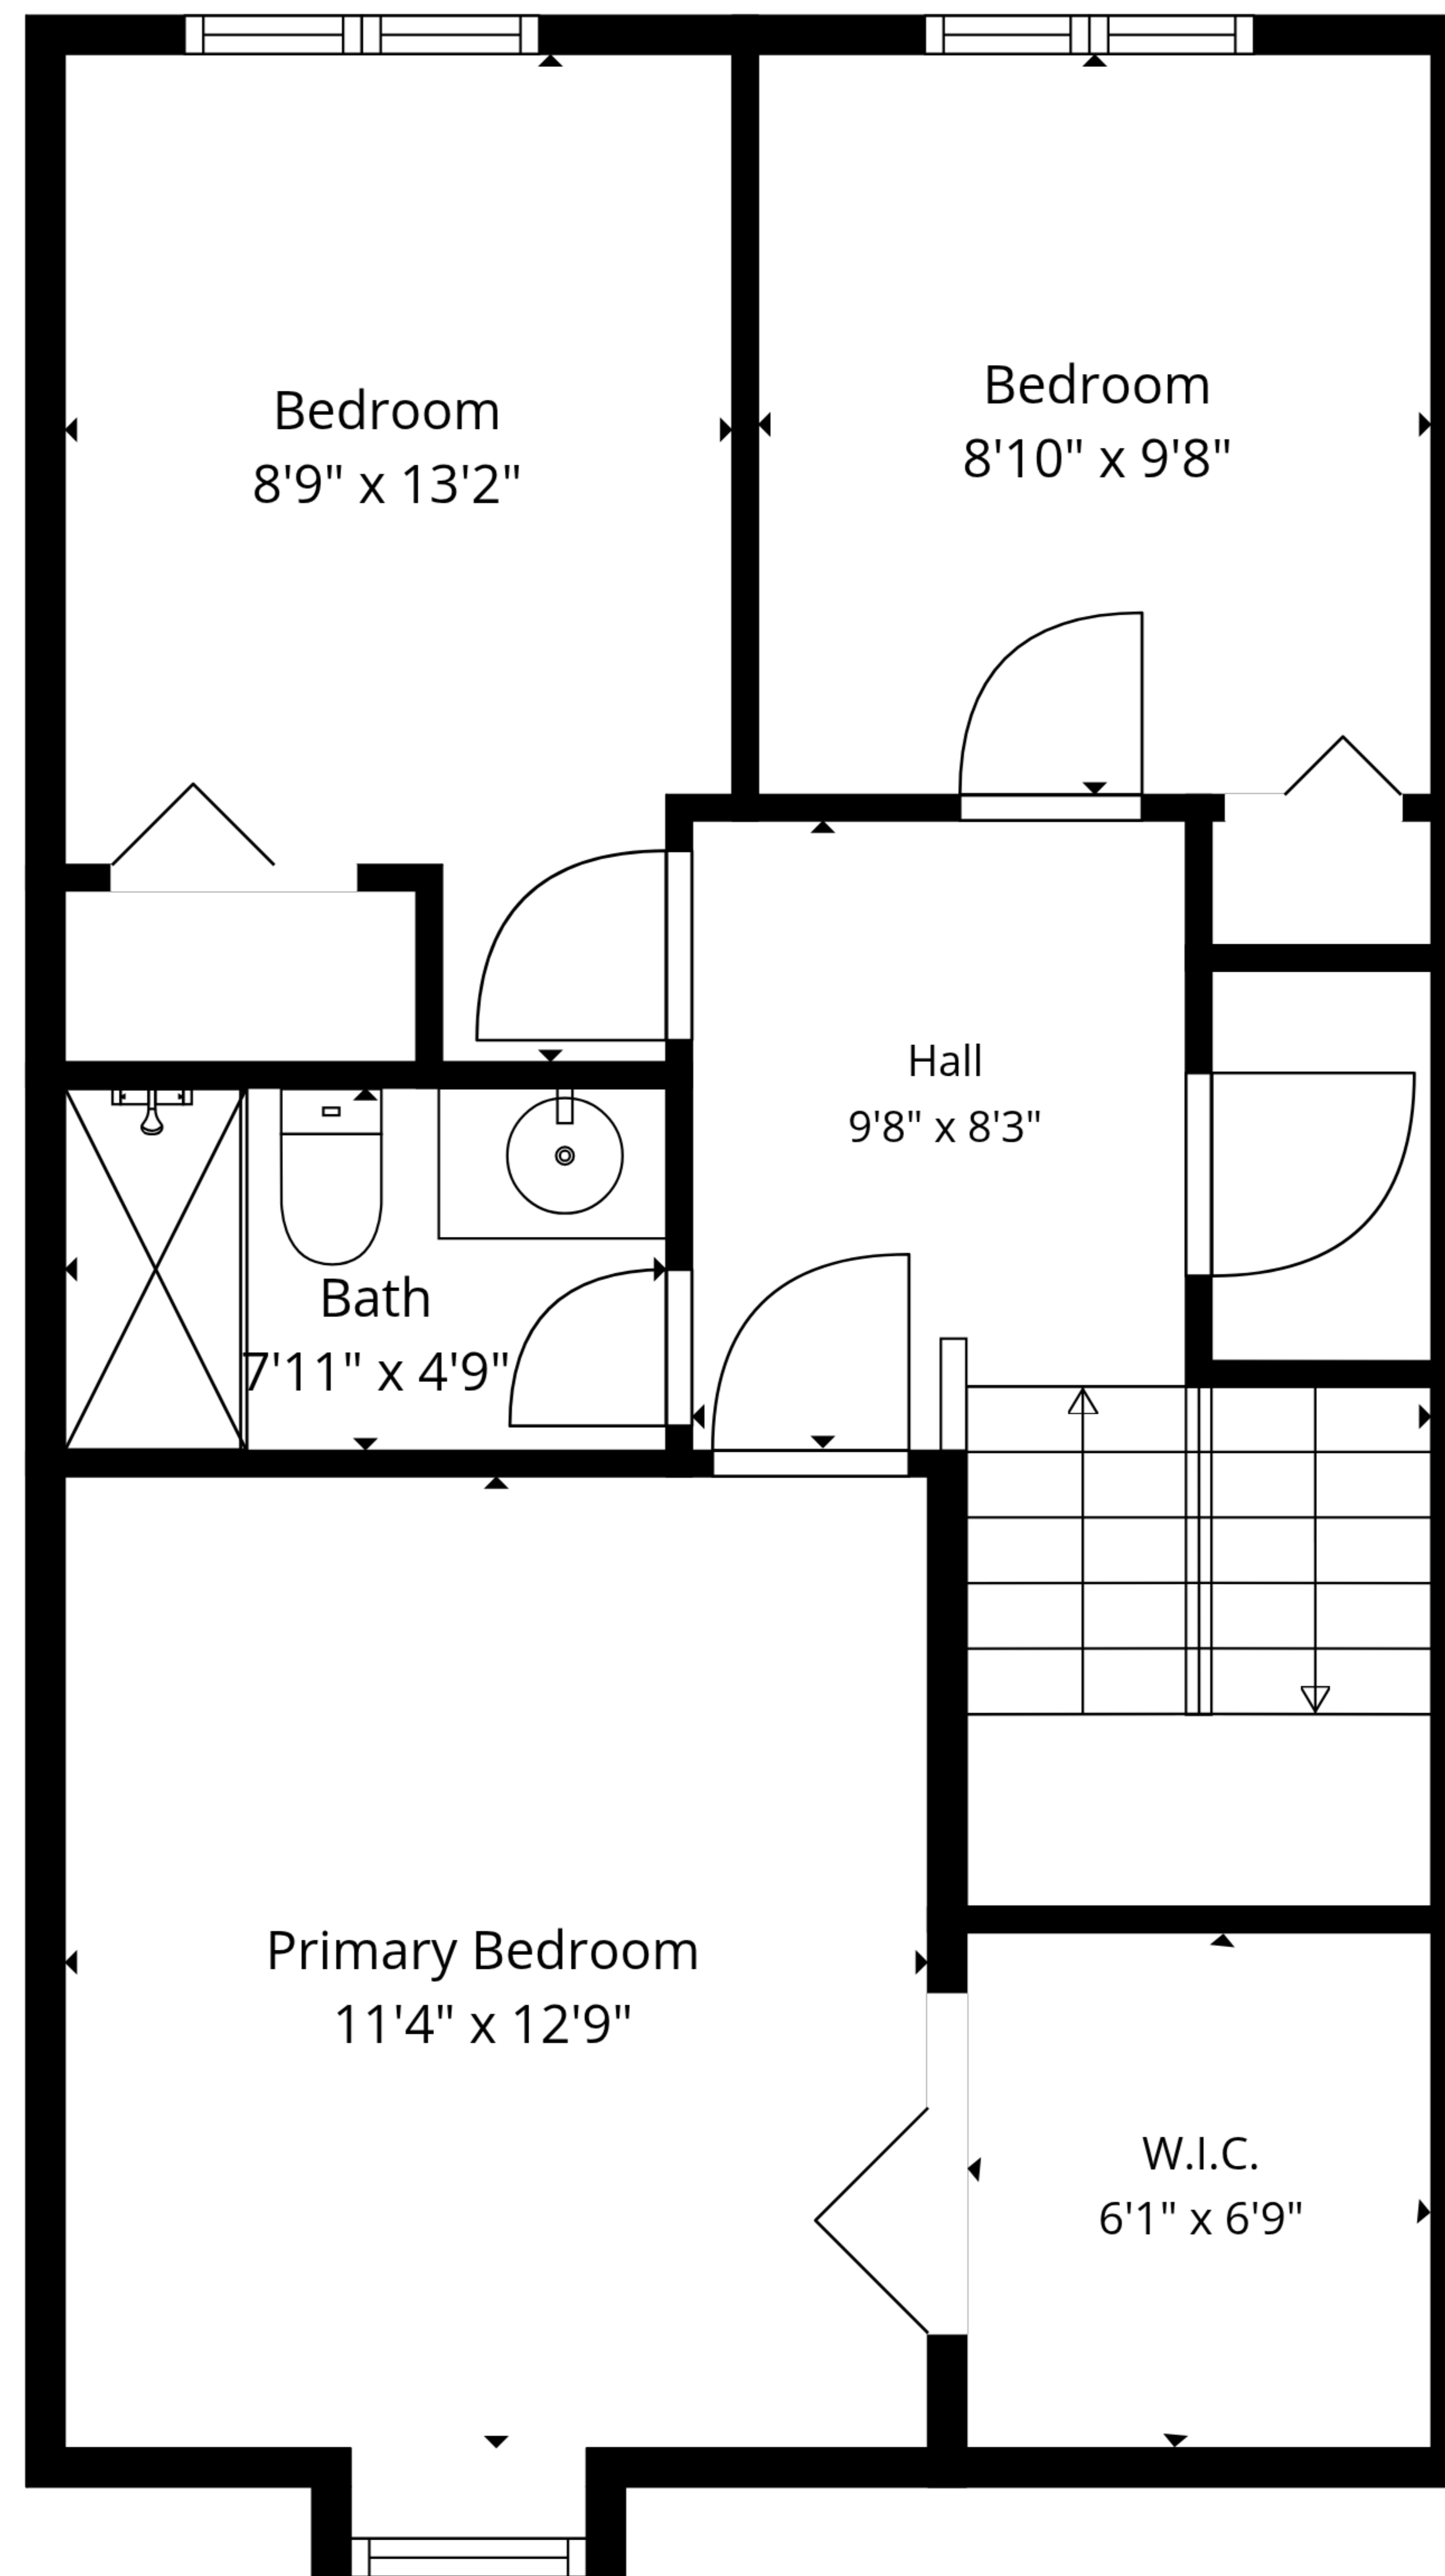 Bedroom
8'9" x 13'2"
Bedroom
8'10" x 9'8"
Hall
9'8" x 8'3"
Bath
7'11" x 4'9"
Primary Bedroom
11'4" x 12'9"
W.I.C.
6'1" x 6'9"